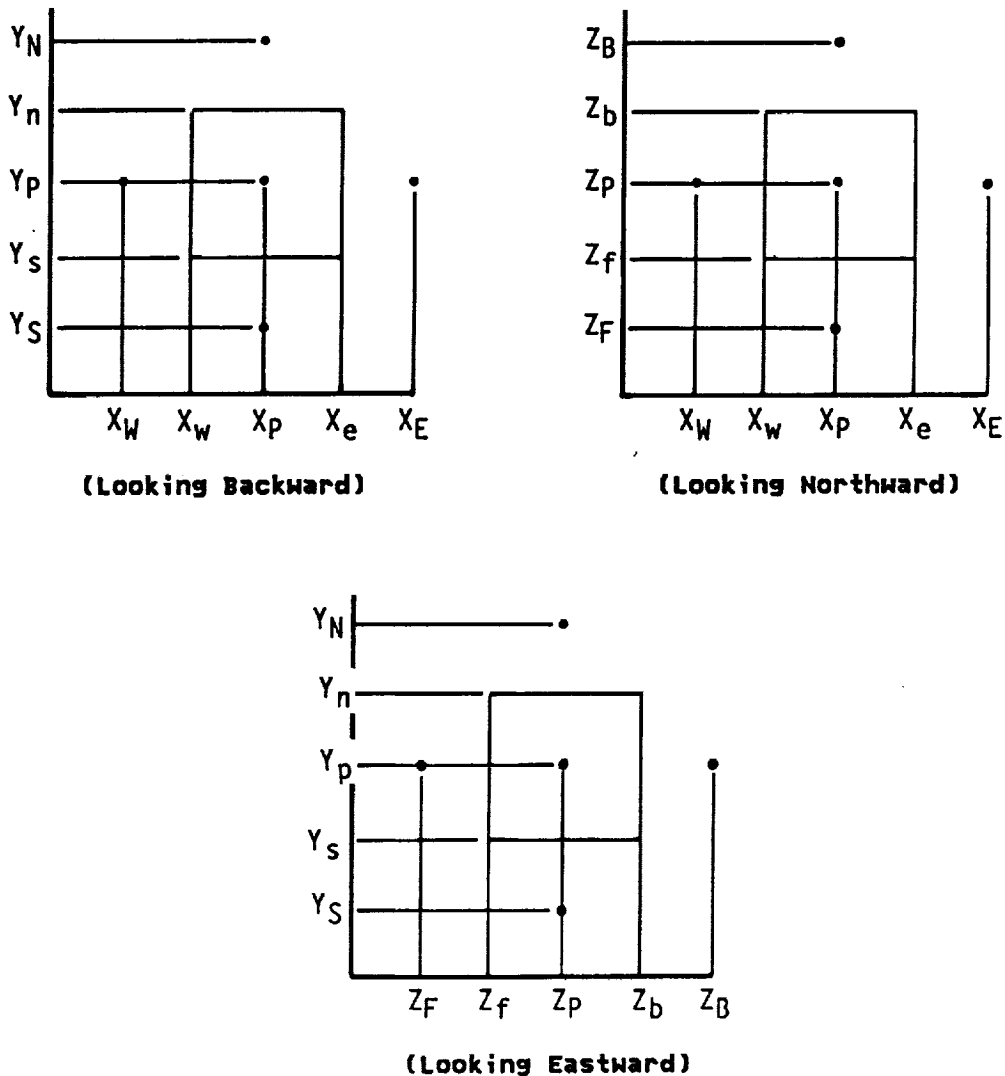 Y_N
Y_n
Y_P
Y_s
Y_S
X_W X_w X_P X_e X_E
(Looking Backward)
Z_B
Z_b
Z_P
Z_f
Z_F
X_W X_w X_P X_e X_E
(Looking Northward)
Y_N
Y_n
Y_p
Y_s
Y_S
Z_F Z_f Z_P Z_b Z_B
(Looking Eastward)